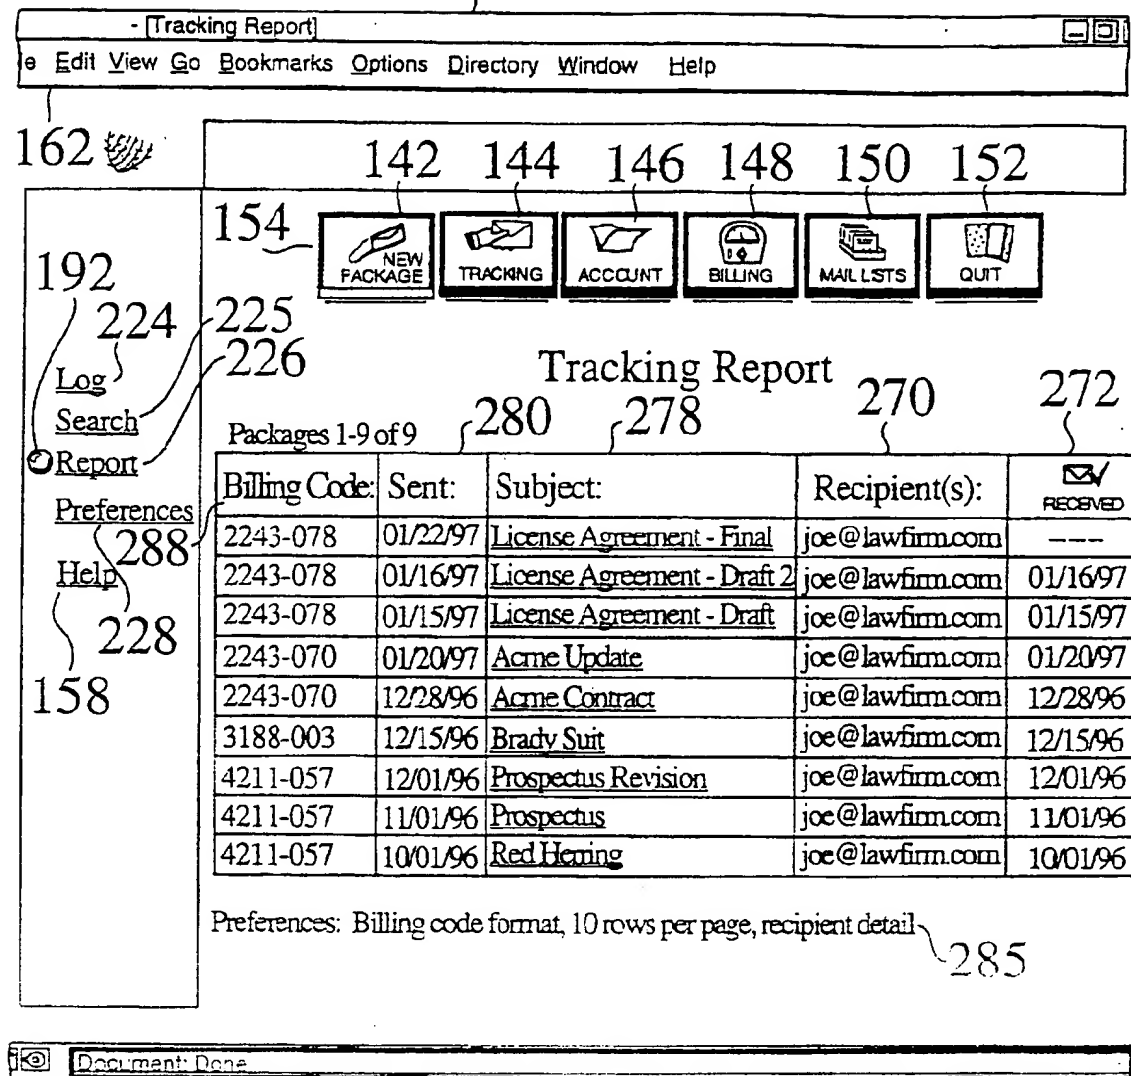 - [Tracking Report]
e Edit View Go Bookmarks Options Directory Window Help
162
142 144 146 148 150 152
154
NEW PACKAGE TRACKING ACCOUNT BILLING MAIL LISTS QUIT
192
224
225
226
Log
Search
Report
Preferences
Help
288
228
158
Tracking Report
280 278 270 272
Packages 1-9 of 9
Billing Code: Sent: Subject: Recipient(s): RECEIVED
2243-078 01/22/97 License Agreement - Final joe@lawfirm.com ---
2243-078 01/16/97 License Agreement - Draft 2 joe@lawfirm.com 01/16/97
2243-078 01/15/97 License Agreement - Draft joe@lawfirm.com 01/15/97
2243-070 01/20/97 Acme Update joe@lawfirm.com 01/20/97
2243-070 12/28/96 Acme Contract joe@lawfirm.com 12/28/96
3188-003 12/15/96 Brady Suit joe@lawfirm.com 12/15/96
4211-057 12/01/96 Prospectus Revision joe@lawfirm.com 12/01/96
4211-057 11/01/96 Prospectus joe@lawfirm.com 11/01/96
4211-057 10/01/96 Red Herring joe@lawfirm.com 10/01/96
Preferences: Billing code format, 10 rows per page, recipient detail
285
Document: Done